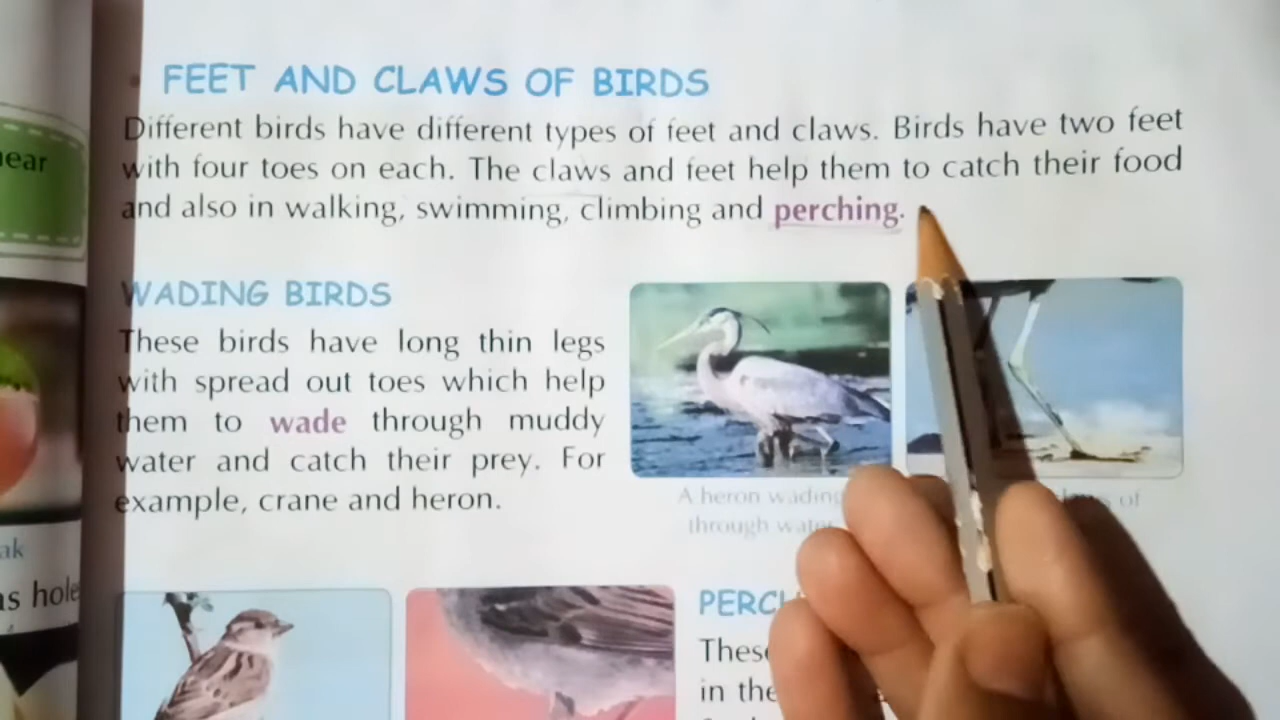 FEET AND CLAWS OF BIRDS
Different birds have different types of feet and claws. Birds have two feet
with four toes on each. The claws and feet help them to catch their food
and also in walking, swimming, climbing and perching.
WADING BIRDS
These birds have long thin legs
with spread out toes which help
them to wade through muddy
water and catch their prey. For
example, crane and heron.
A heron wading
through water
of
in the
hole